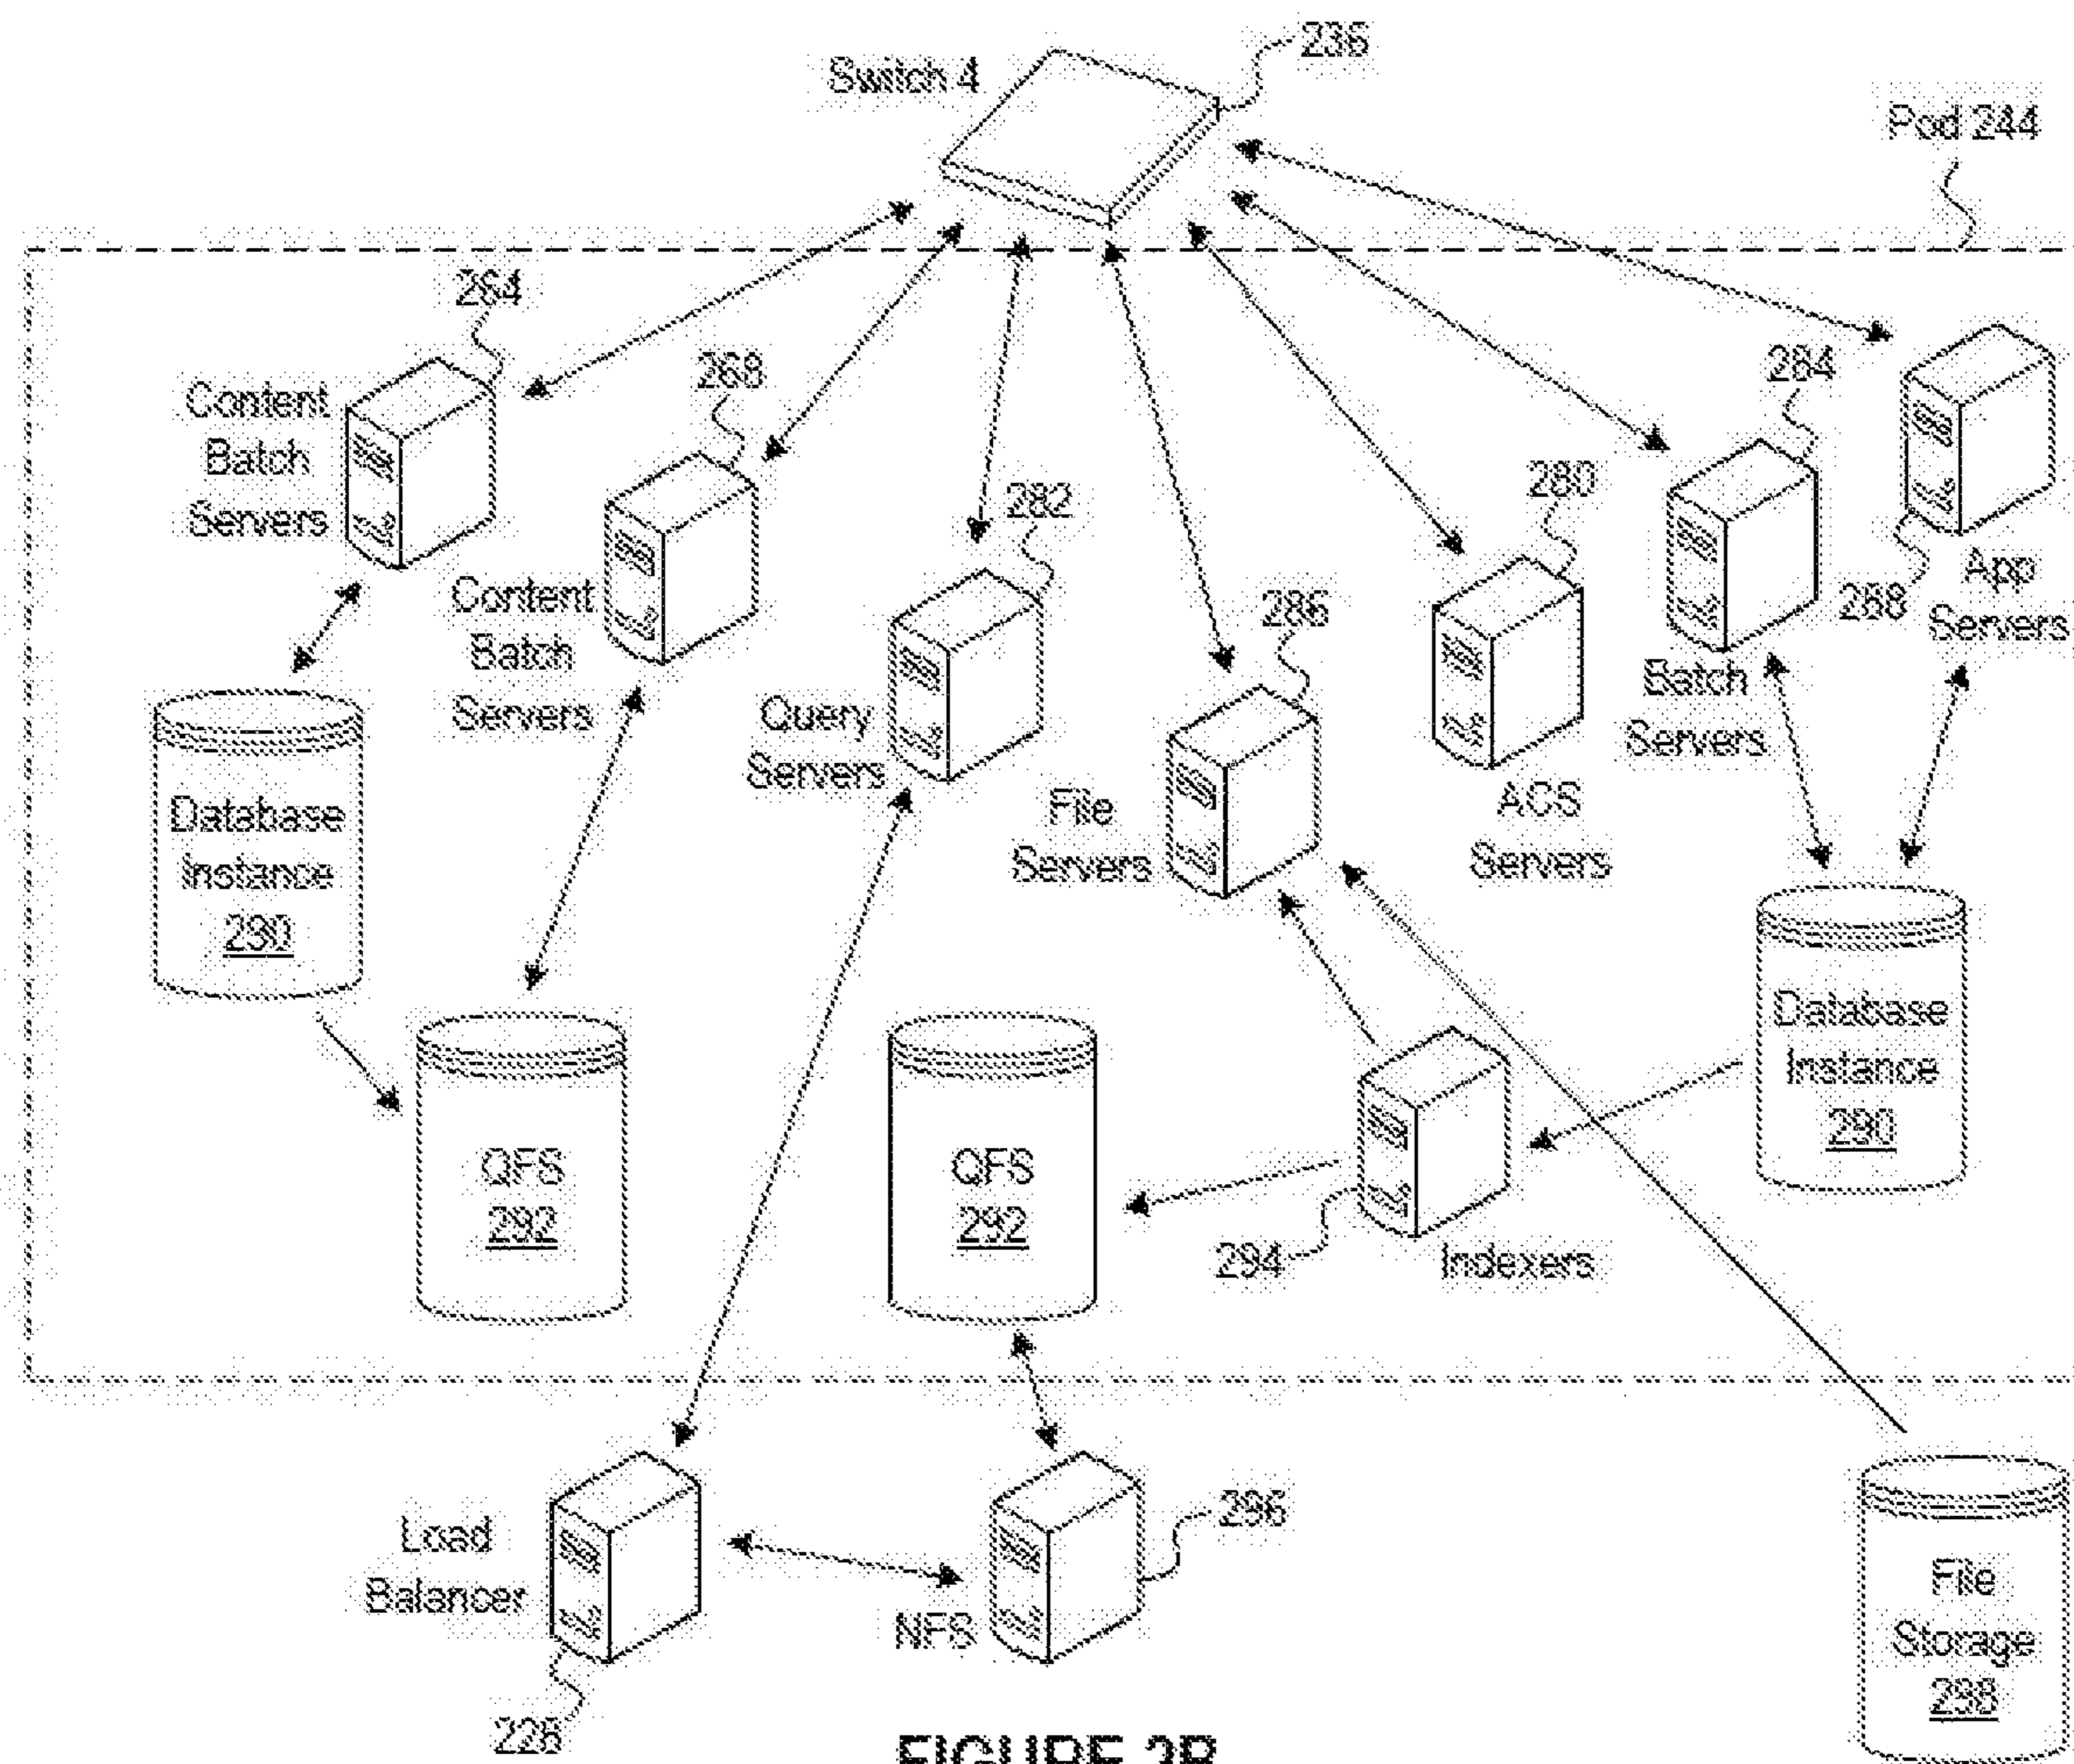 Switch 4
236
Pod 244
264
Content
Batch
Servers
268
Content
Batch
Servers
282
Query
Servers
286
File
Servers
280
ACS
Servers
284
Batch
Servers
288
App
Servers
Database
Instance
290
QFS
292
QFS
292
294
Indexers
Database
Instance
290
Load
Balancer
228
NFS
296
File
Storage
298